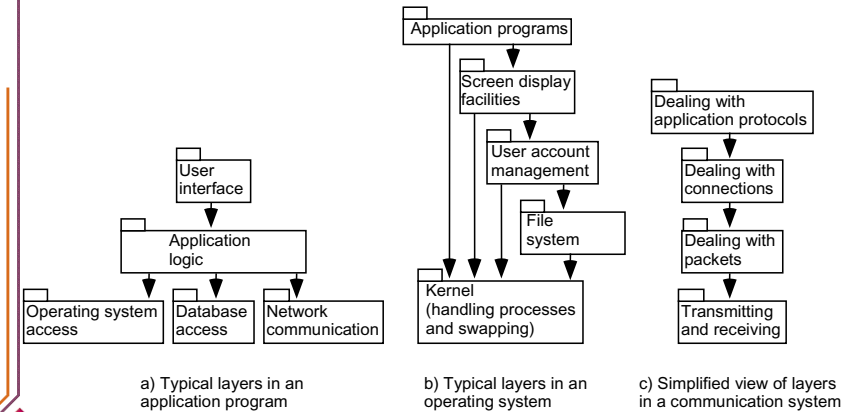 User
interface
Application
logic
Operating system
access
Database
access
Network
communication
a) Typical layers in an
application program
Application programs
Screen display
facilities
User account
management
File
system
Kernel
(handling processes
and swapping)
b) Typical layers in an
operating system
Dealing with
application protocols
Dealing with
connections
Dealing with
packets
Transmitting
and receiving
c) Simplified view of layers
in a communication system